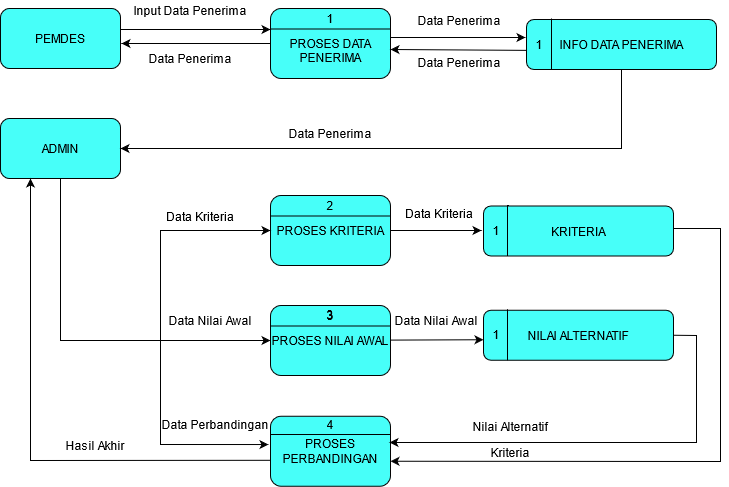 Input Data Penerima
1
PEMDES
PROSES DATA
PENERIMA
Data Penerima
Data Penerima
Data Penerima
1
INFO DATA PENERIMA
Data Penerima
ADMIN
2
PROSES KRITERIA
Data Kriteria
Data Kriteria
1
KRITERIA
3
PROSES NILAI AWAL
Data Nilai Awal
Data Nilai Awal
1
NILAI ALTERNATIF
Data Perbandingan
4
PROSES
PERBANDINGAN
Nilai Alternatif
Kriteria
Hasil Akhir